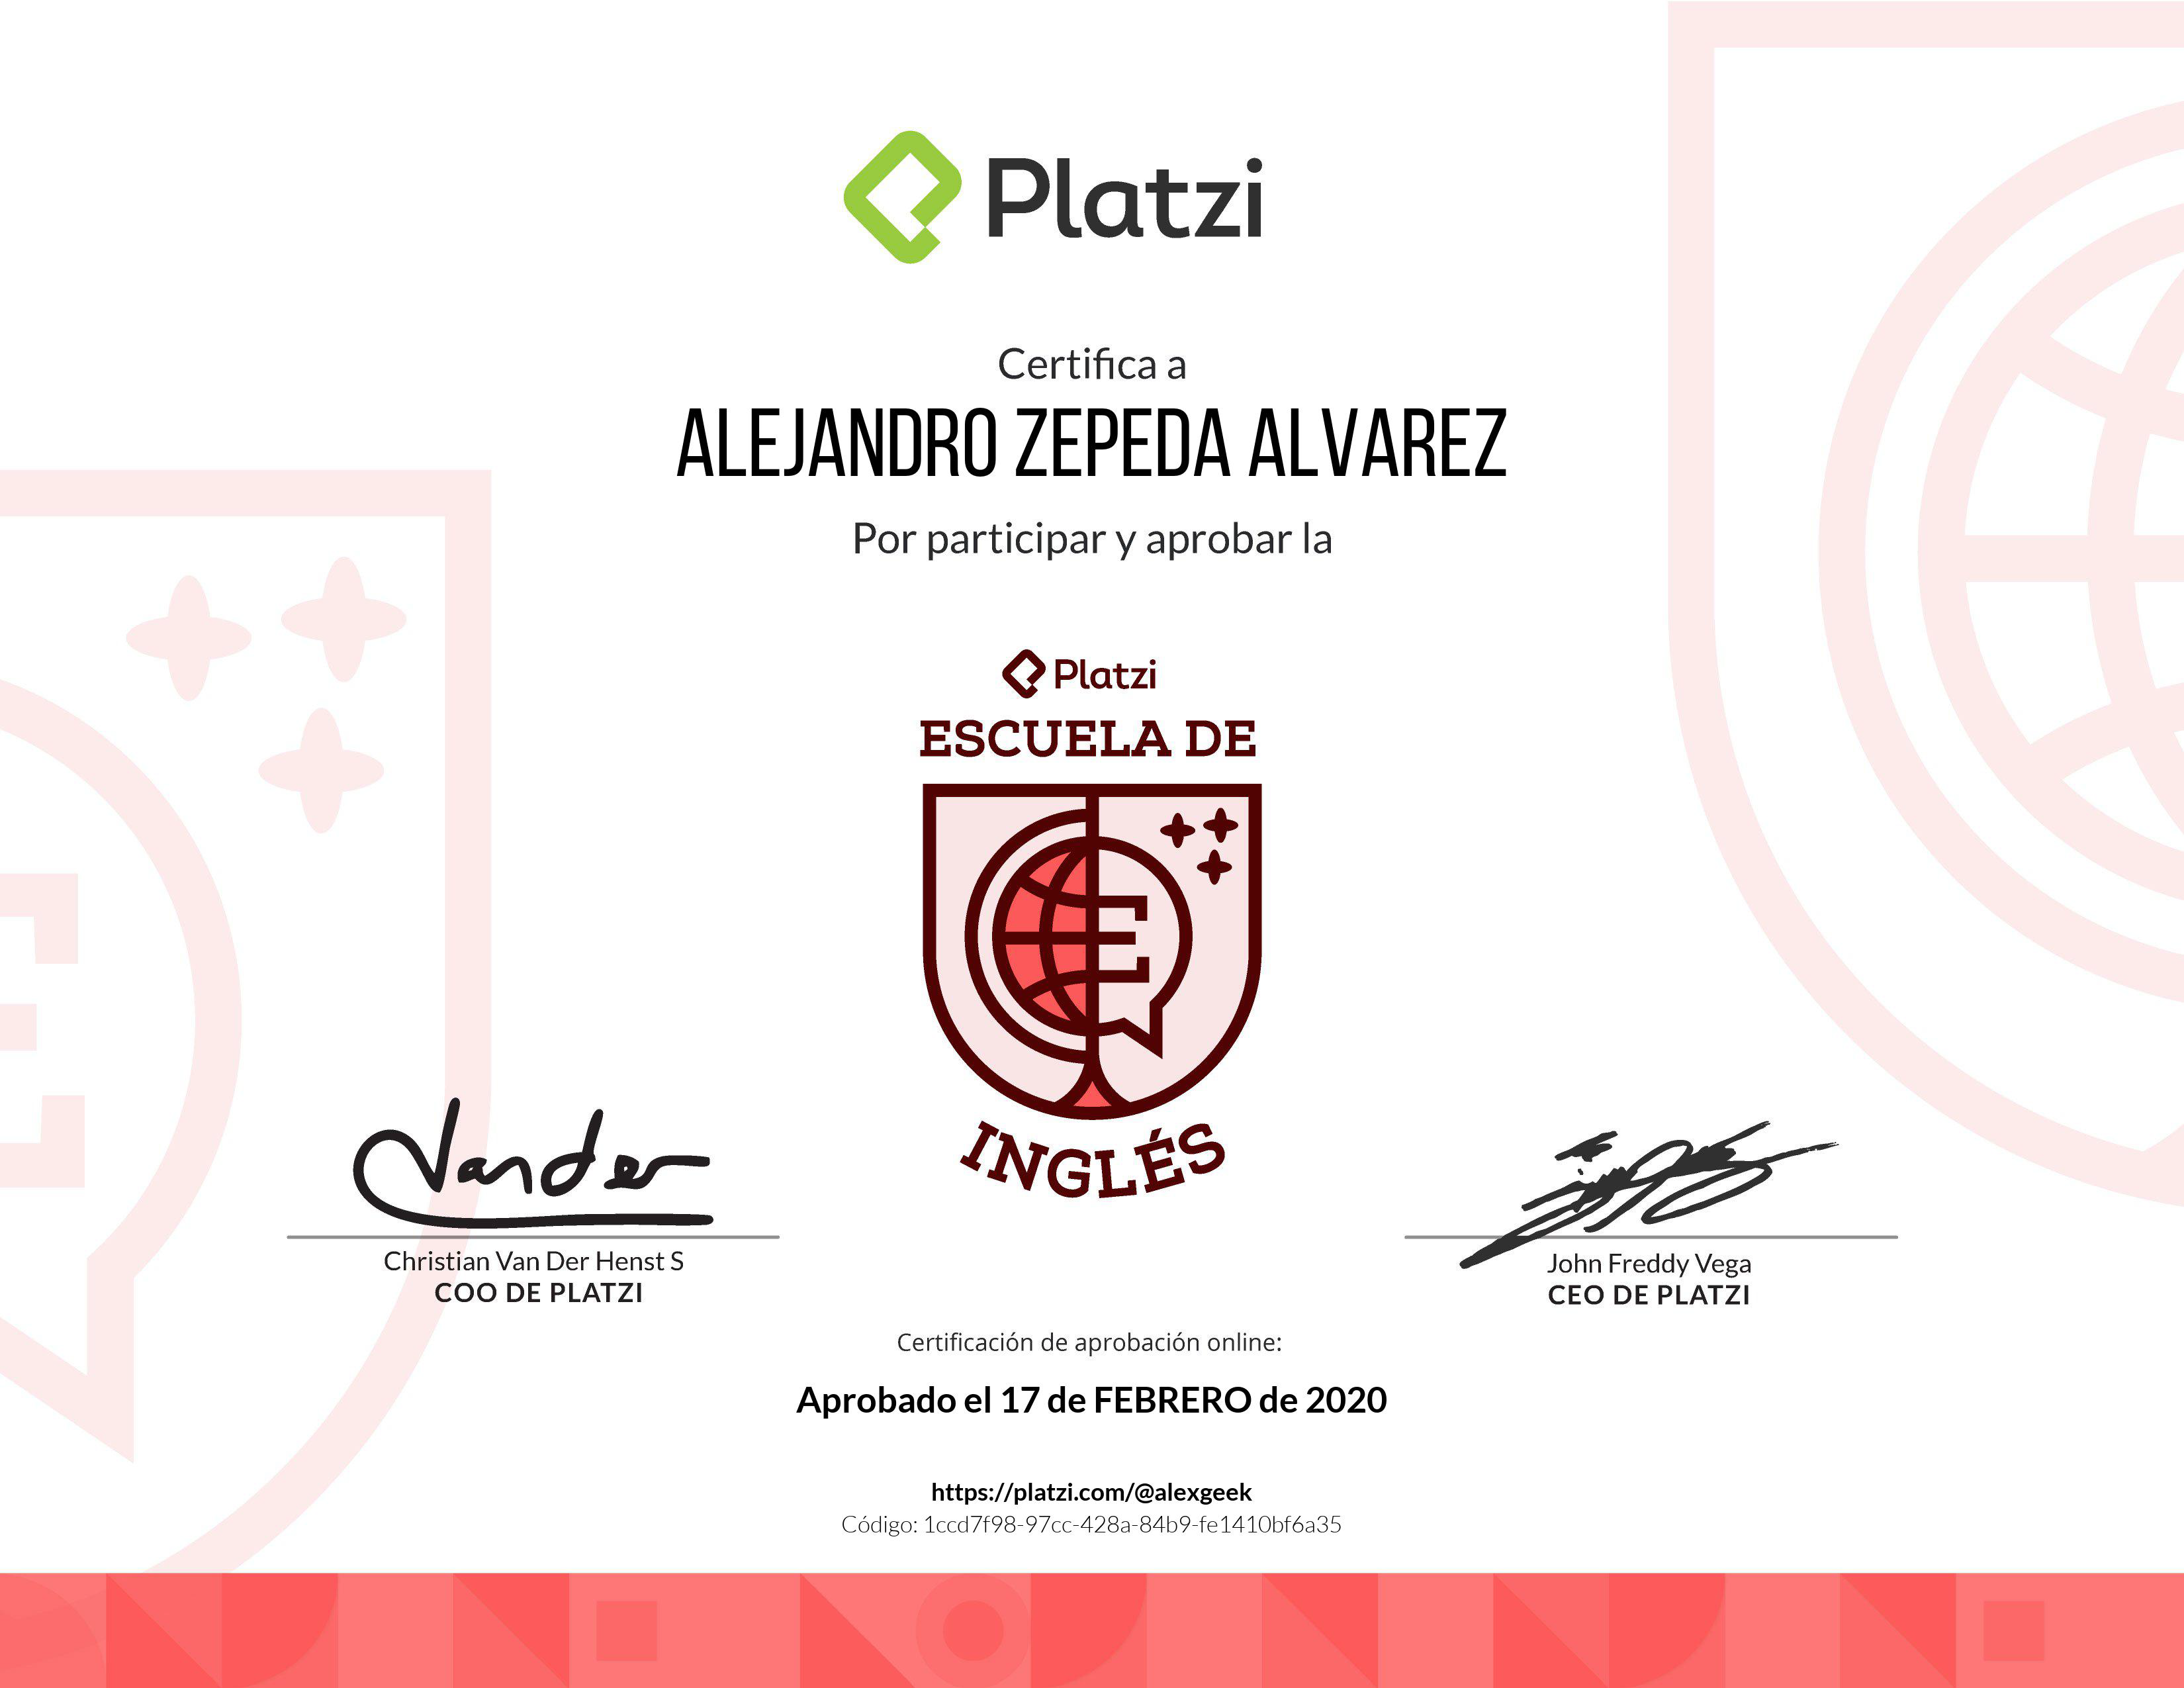 Platzi
Certifica a
ALEJANDRO ZEPEDA ALVAREZ
Por participar y aprobar la
Platzi
ESCUELA DE
E
INGLÉS
Vander
Christian Van Der Henst S
COO DE PLATZI
John Freddy Vega
CEO DE PLATZI
Certificación de aprobación online:
Aprobado el 17 de FEBRERO de 2020
https://platzi.com/@alexgeek
Código: 1ccd7f98-97cc-428a-84b9-fe1410bf6a35